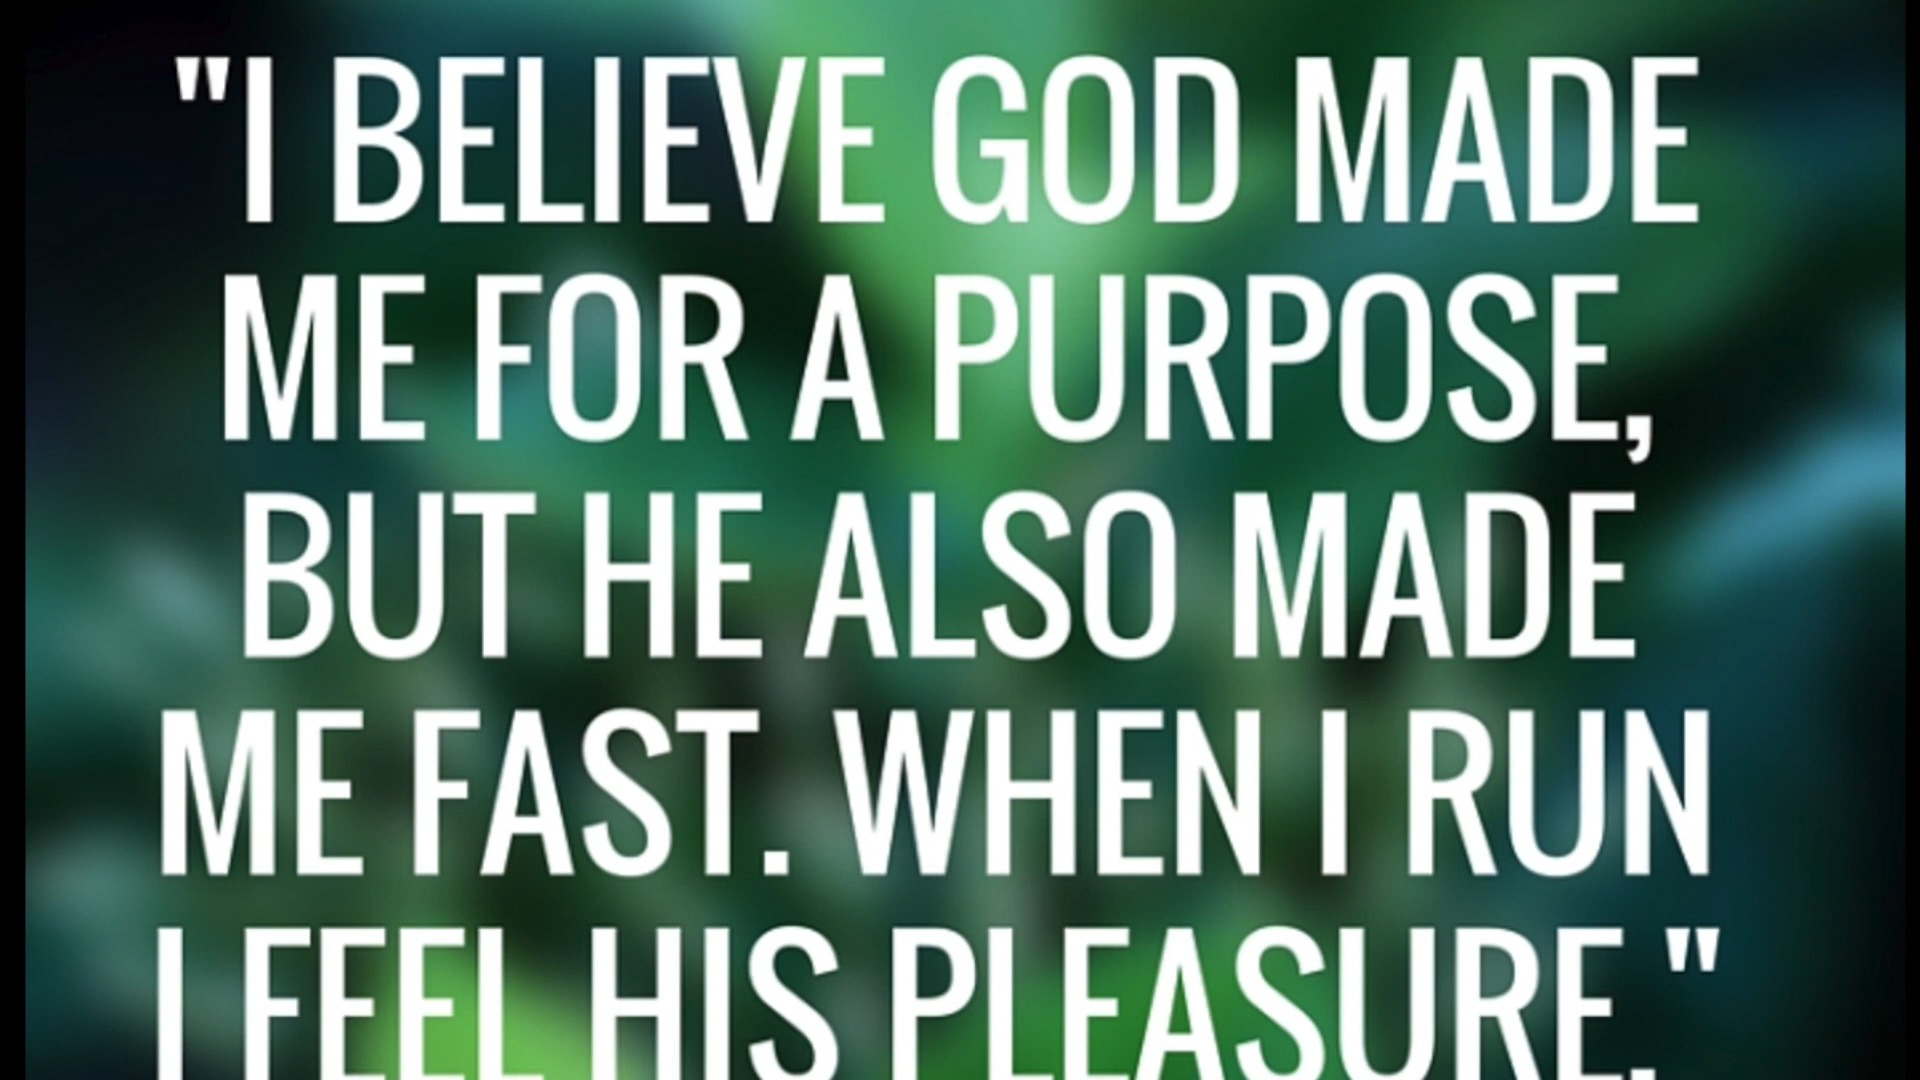 "I BELIEVE GOD MADE
ME FOR A PURPOSE,
BUT HE ALSO MADE
ME FAST. WHEN I RUN
I FEEL HIS PLEASURE."